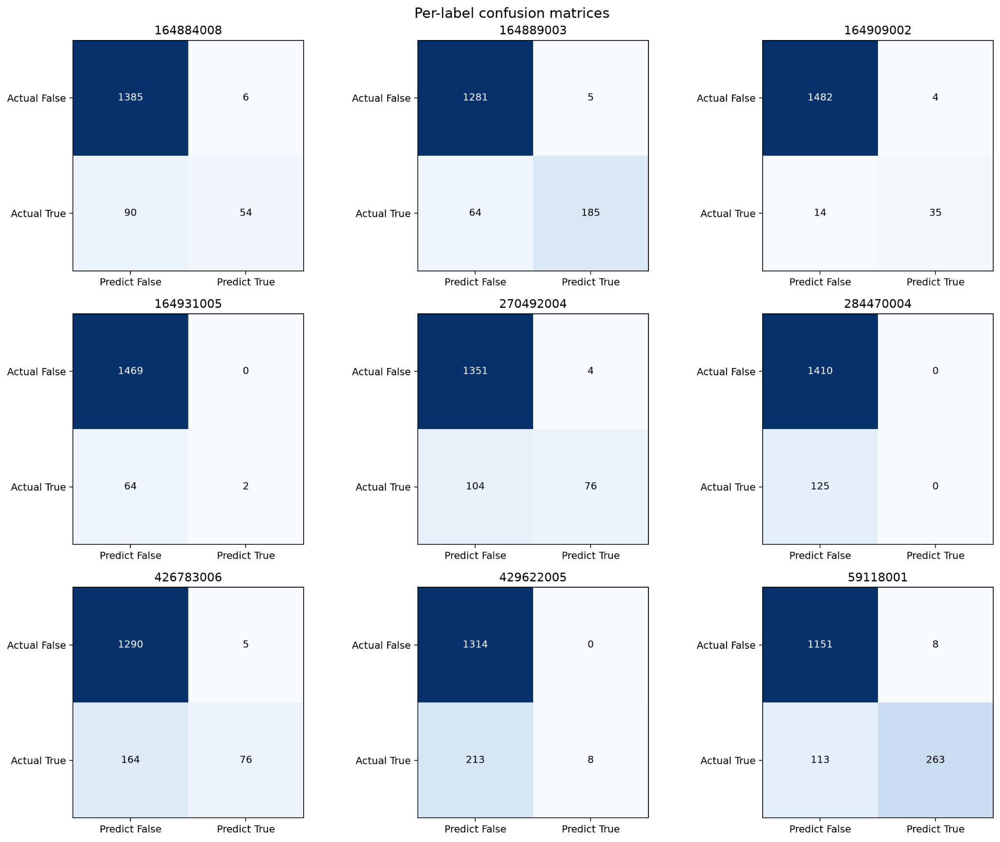 Per-label confusion matrices
164884008
164889003
164909002
Actual False
1385
6
Actual False
1281
5
Actual False
1482
4
Actual True
90
54
Actual True
64
185
Actual True
14
35
Predict False
Predict True
Predict False
Predict True
Predict False
Predict True
164931005
270492004
284470004
Actual False
1469
0
Actual False
1351
4
Actual False
1410
0
Actual True
64
2
Actual True
104
76
Actual True
125
0
Predict False
Predict True
Predict False
Predict True
Predict False
Predict True
426783006
429622005
59118001
Actual False
1290
5
Actual False
1314
0
Actual False
1151
8
Actual True
164
76
Actual True
213
8
Actual True
113
263
Predict False
Predict True
Predict False
Predict True
Predict False
Predict True